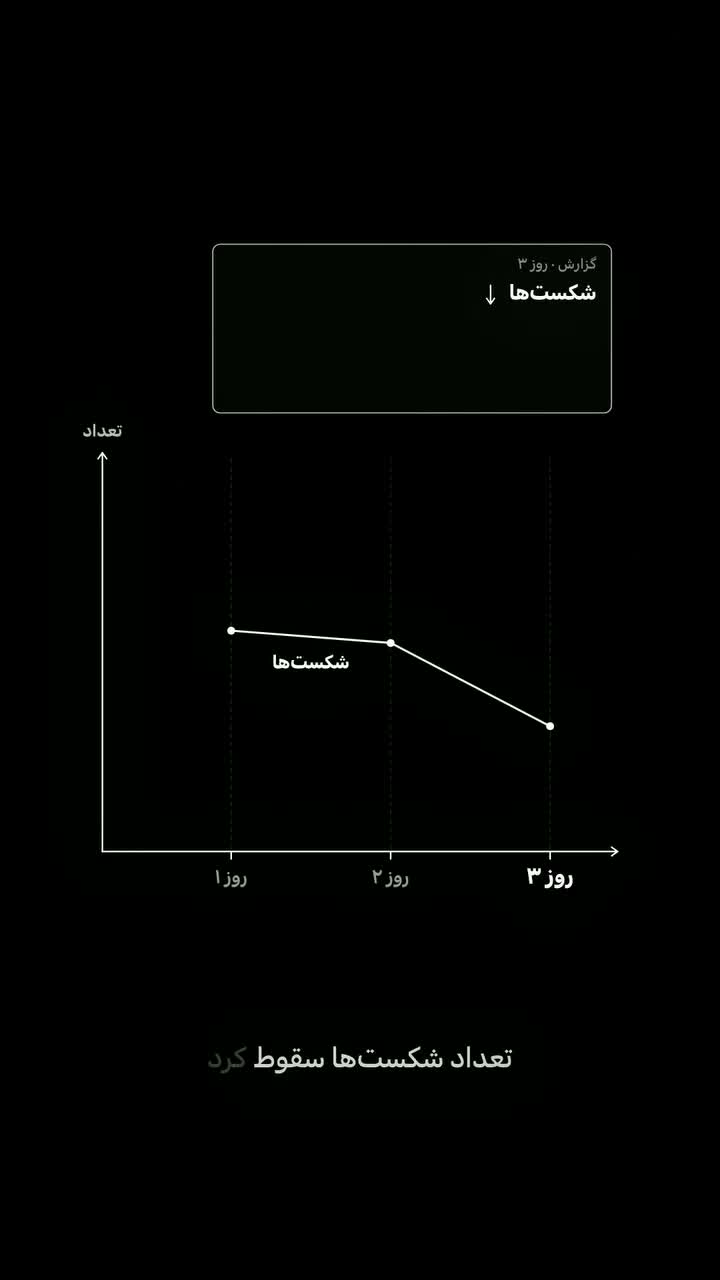 گزارش · روز ۳
شکست‌ها ↓
تعداد
شکست‌ها
روز ۱
روز ۲
روز ۳
تعداد شکست‌ها سقوط کرد